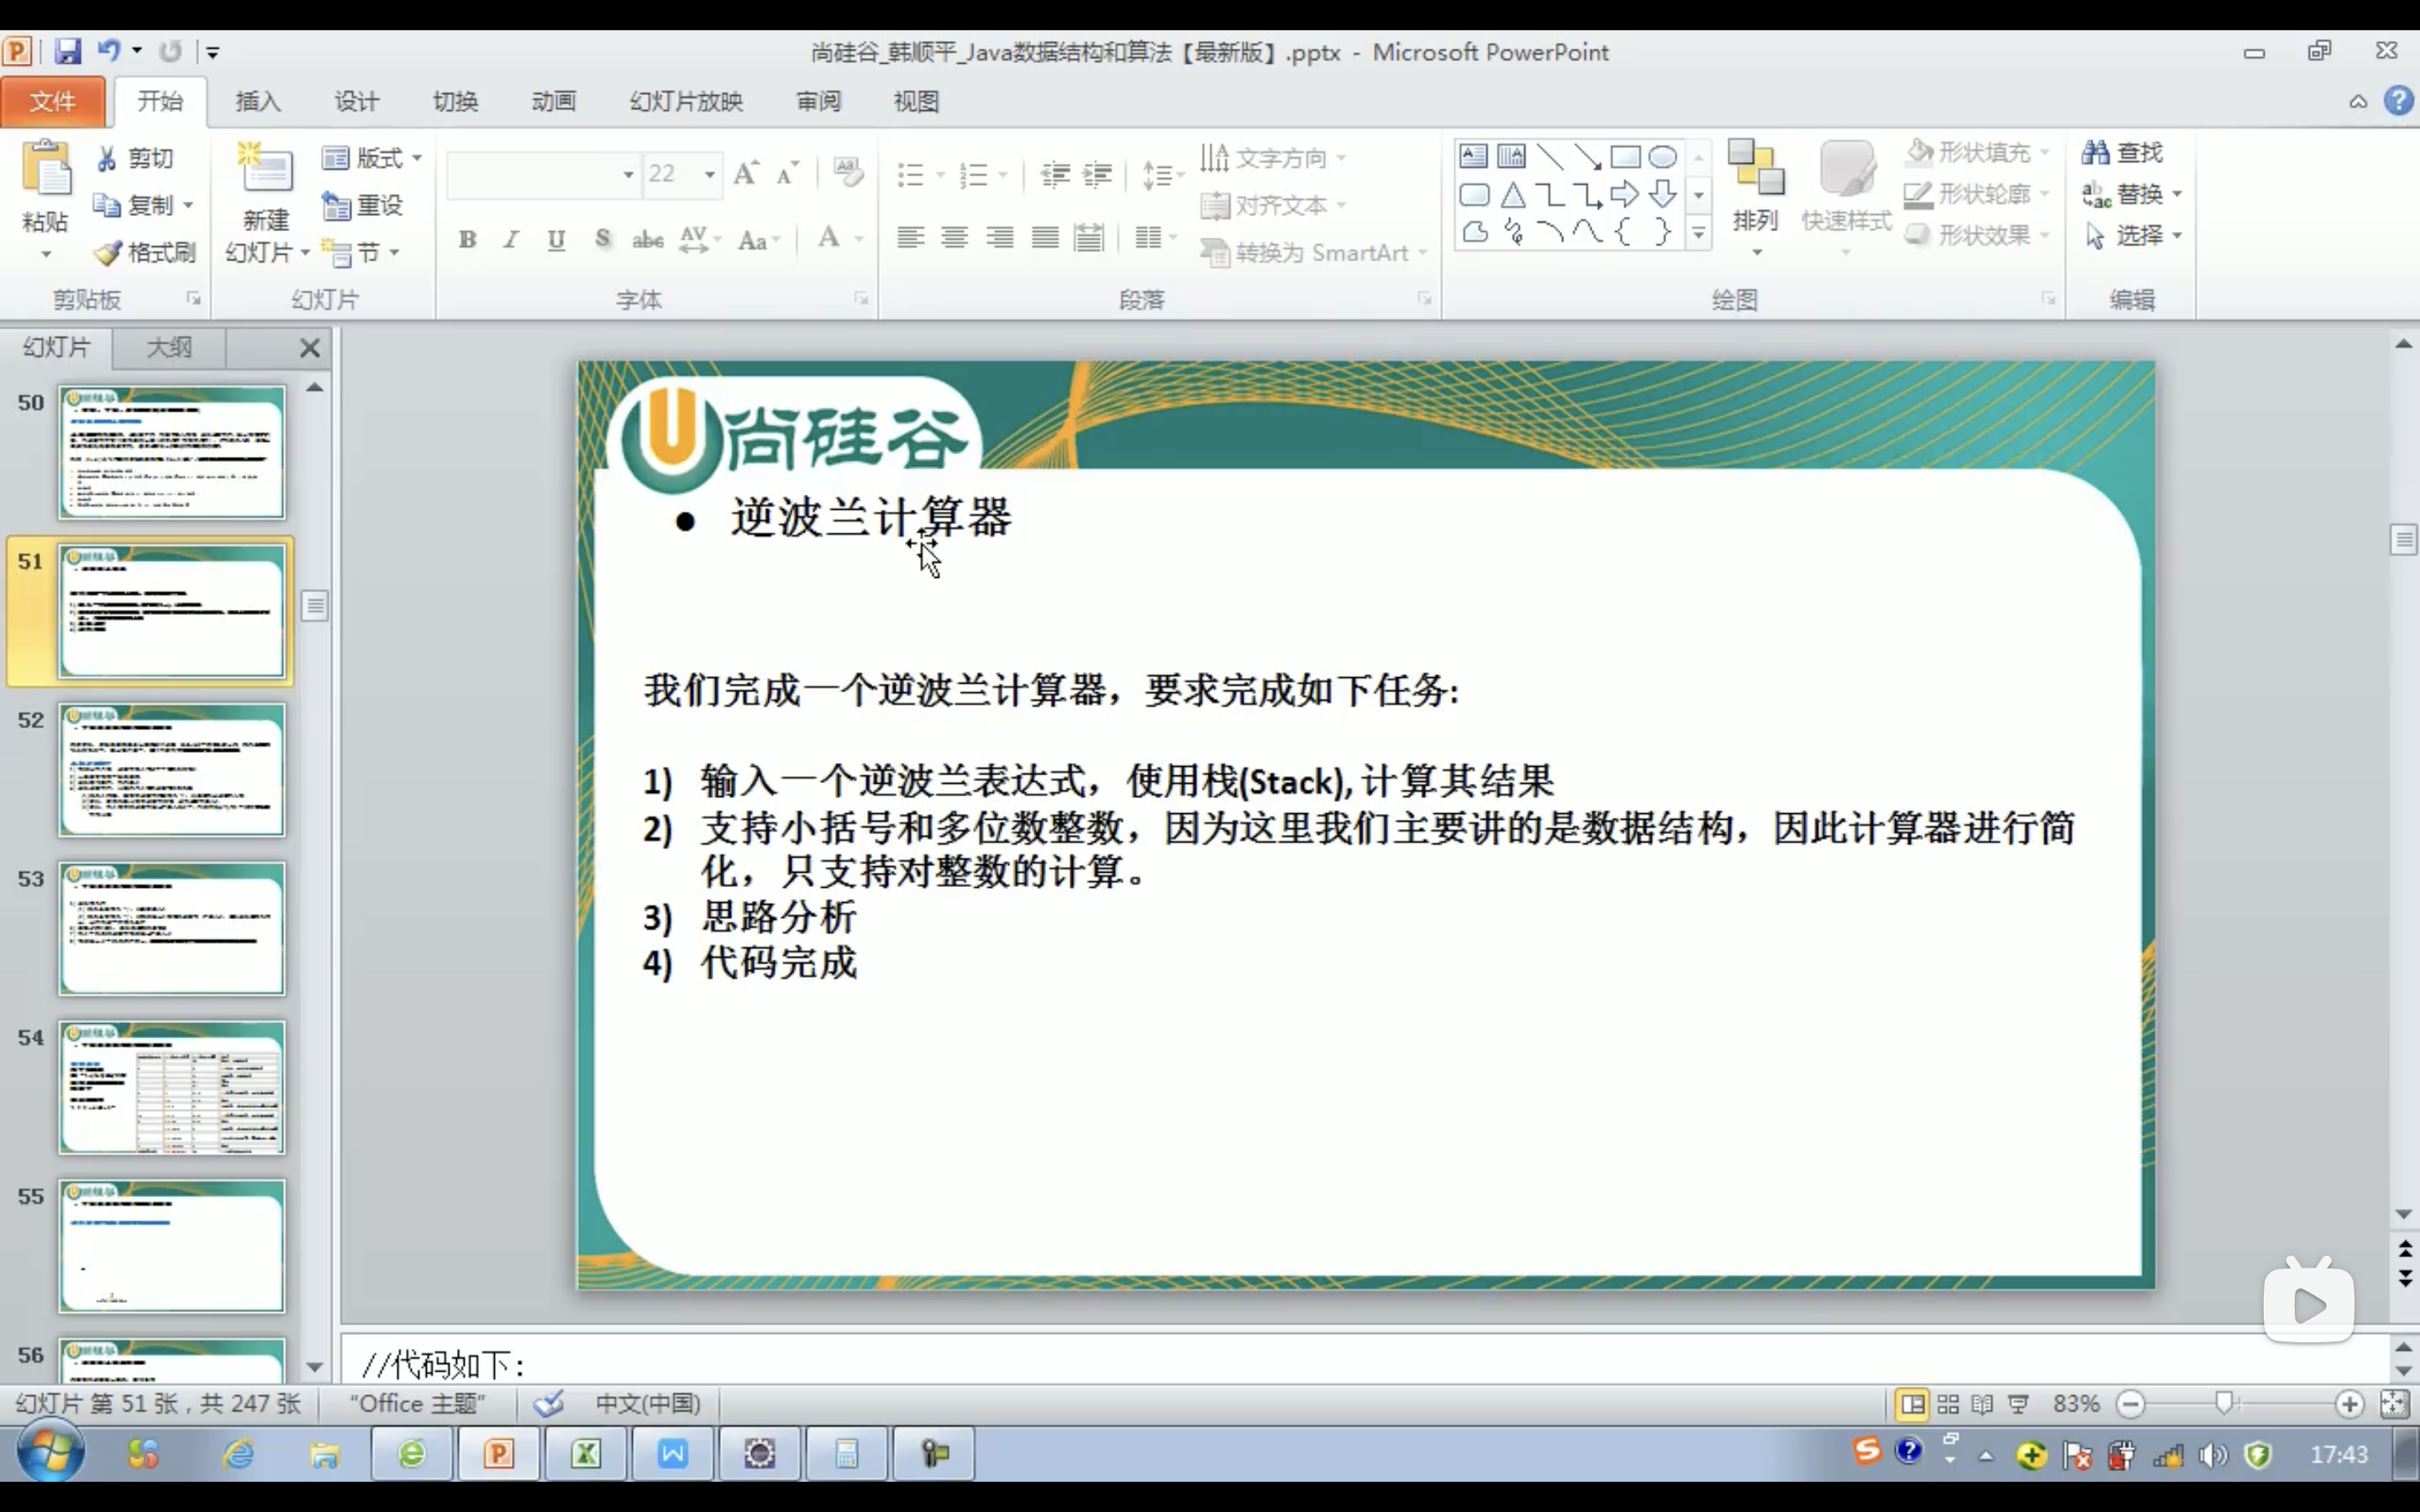 尚硅谷_韩顺平_Java数据结构和算法【最新版】.pptx - Microsoft PowerPoint
文件 开始 插入 设计 切换 动画 幻灯片放映 审阅 视图
粘贴 剪切 复制 格式刷 剪贴板
新建 幻灯片 版式 重设 节 幻灯片
22 字体
文字方向 对齐文本 转换为 SmartArt 段落
排列 快速样式 形状填充 形状轮廓 形状效果 绘图
查找 替换 选择 编辑
幻灯片 大纲
50
51
52
53
54
55
56
尚硅谷
• 逆波兰计算器
我们完成一个逆波兰计算器，要求完成如下任务:
1) 输入一个逆波兰表达式，使用栈(Stack), 计算其结果
2) 支持小括号和多位数整数，因为这里我们主要讲的是数据结构，因此计算器进行简
化，只支持对整数的计算。
3) 思路分析
4) 代码完成
//代码如下：
幻灯片 第 51 张，共 247 张 "Office 主题" 中文(中国) 83%
17:43